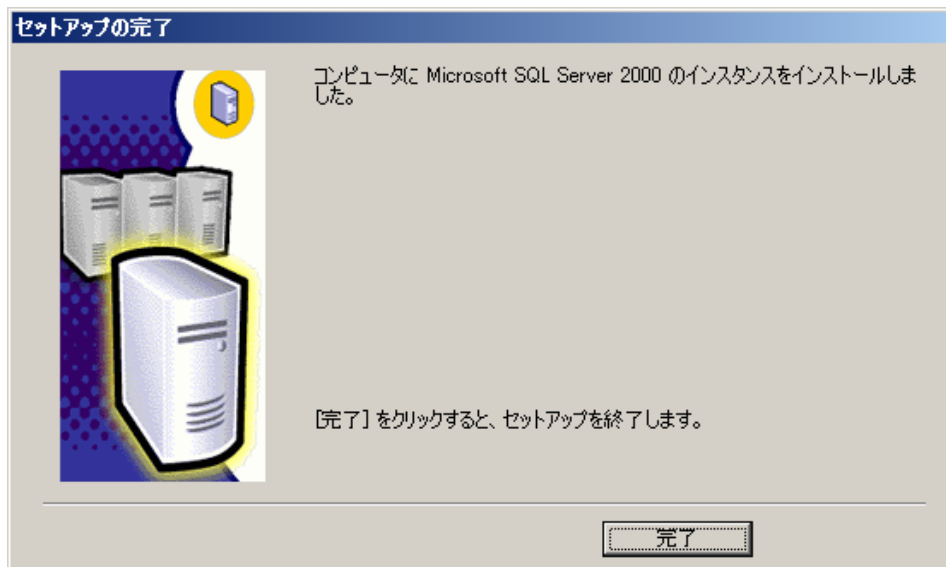 セットアップの完了
コンピュータに Microsoft SQL Server 2000 のインスタンスをインストールしま
した。
[完了] をクリックすると、セットアップを終了します。
完了